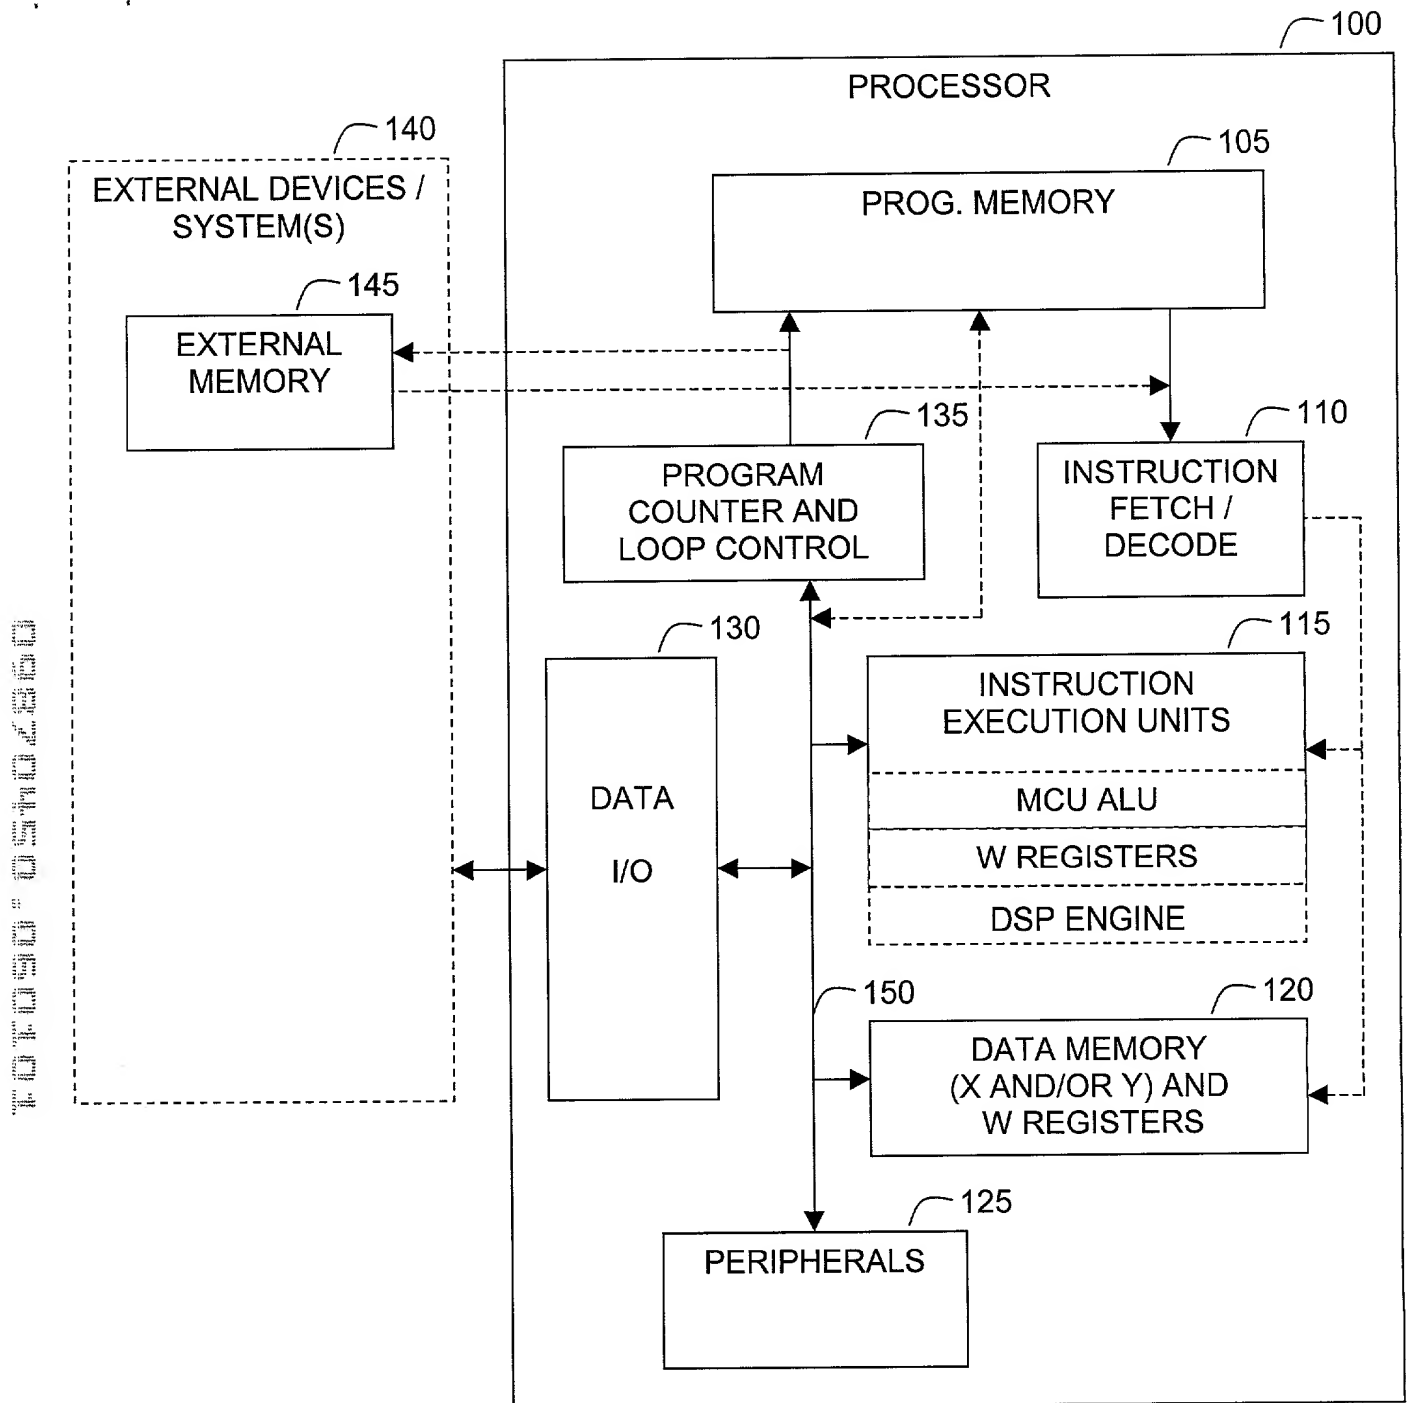 100
PROCESSOR
140
105
EXTERNAL DEVICES /
SYSTEM(S)
PROG. MEMORY
145
EXTERNAL
MEMORY
135
110
PROGRAM
COUNTER AND
LOOP CONTROL
INSTRUCTION
FETCH /
DECODE
130
115
DATA
I/O
INSTRUCTION
EXECUTION UNITS
MCU ALU
W REGISTERS
DSP ENGINE
150
120
DATA MEMORY
(X AND/OR Y) AND
W REGISTERS
125
PERIPHERALS
09870450.060101